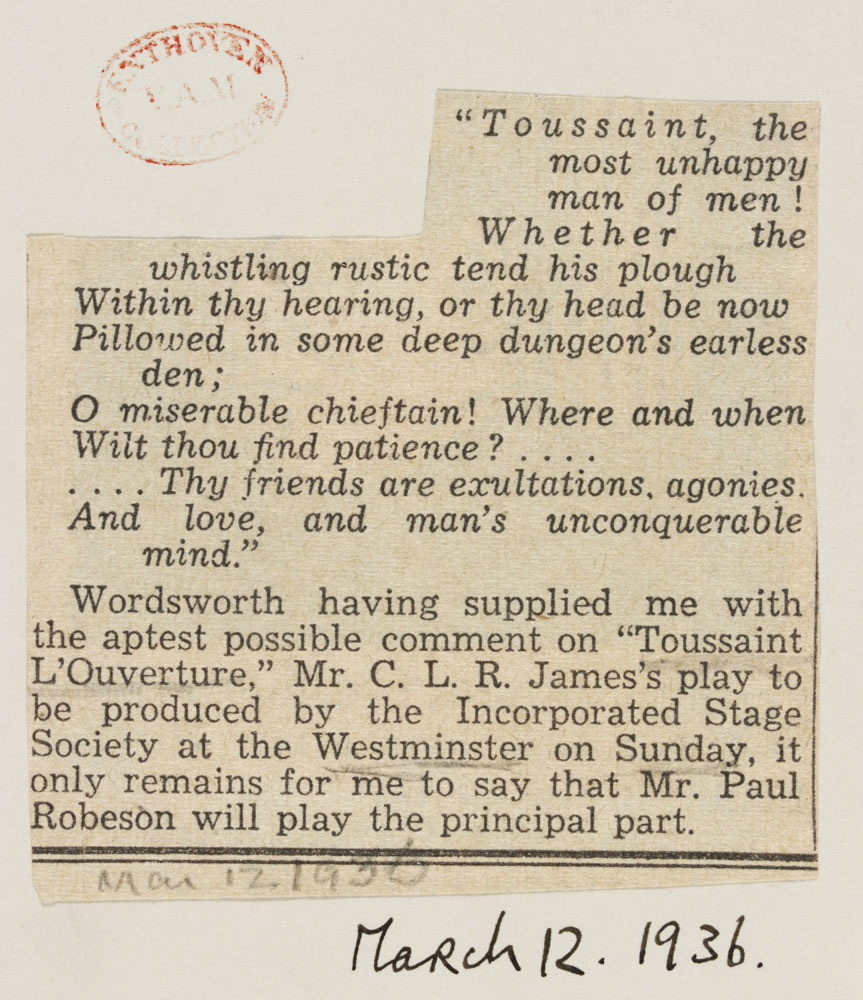 ENTHOVEN
V.A.M.
COLLECTION
"Toussaint, the
most unhappy
man of men!
Whether the
whistling rustic tend his plough
Within thy hearing, or thy head be now
Pillowed in some deep dungeon's earless
den;
O miserable chieftain! Where and when
Wilt thou find patience? ....
.... Thy friends are exultations, agonies.
And love, and man's unconquerable
mind."
Wordsworth having supplied me with
the aptest possible comment on "Toussaint
L'Ouverture," Mr. C. L. R. James's play to
be produced by the Incorporated Stage
Society at the Westminster on Sunday, it
only remains for me to say that Mr. Paul
Robeson will play the principal part.
Mar 12. 1936
March 12. 1936.